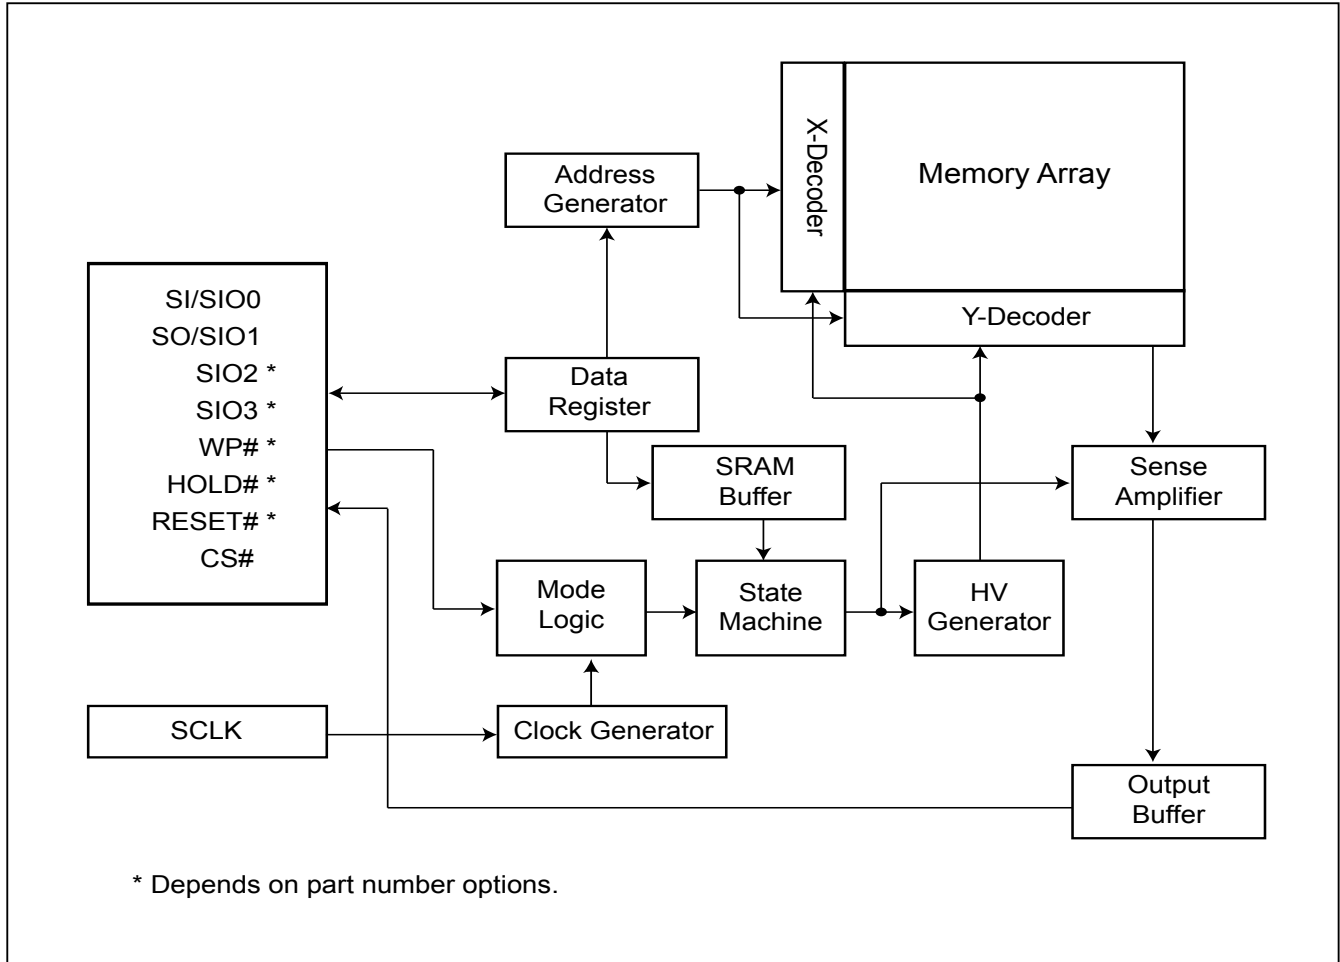 X-Decoder
Memory Array
Address
Generator
Y-Decoder
SI/SIO0
SO/SIO1
SIO2 *
SIO3 *
WP# *
HOLD# *
RESET# *
CS#
Data
Register
SRAM
Buffer
Sense
Amplifier
Mode
Logic
State
Machine
HV
Generator
SCLK
Clock Generator
Output
Buffer
* Depends on part number options.